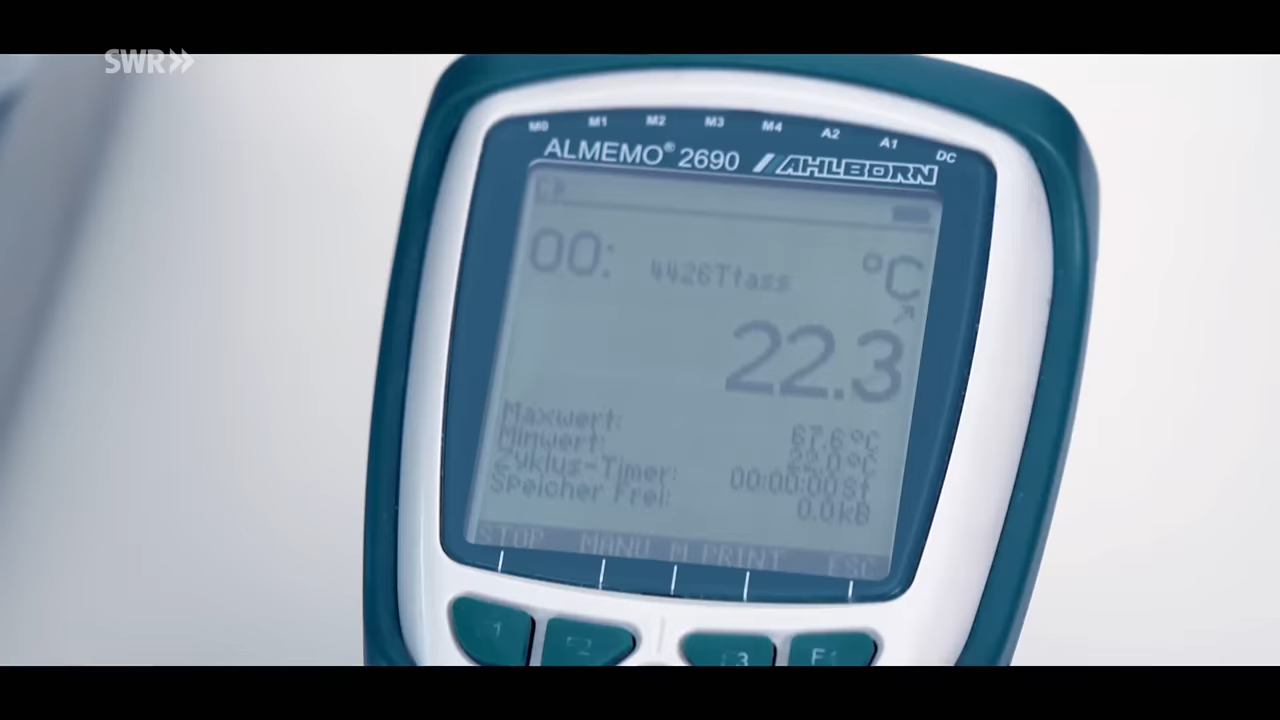 SWR
M0 M1 M2 M3 M4 A2 A1 DC
ALMEMO® 2690 AHLBORN
00: 4426Ttass °C
22.3
Maxwert: 67.6°C
Minwert: 22.0°C
Zyklus-Timer: 00:00:00St
Speicher frei: 0.0kB
STOP MANU M PRINT ESC